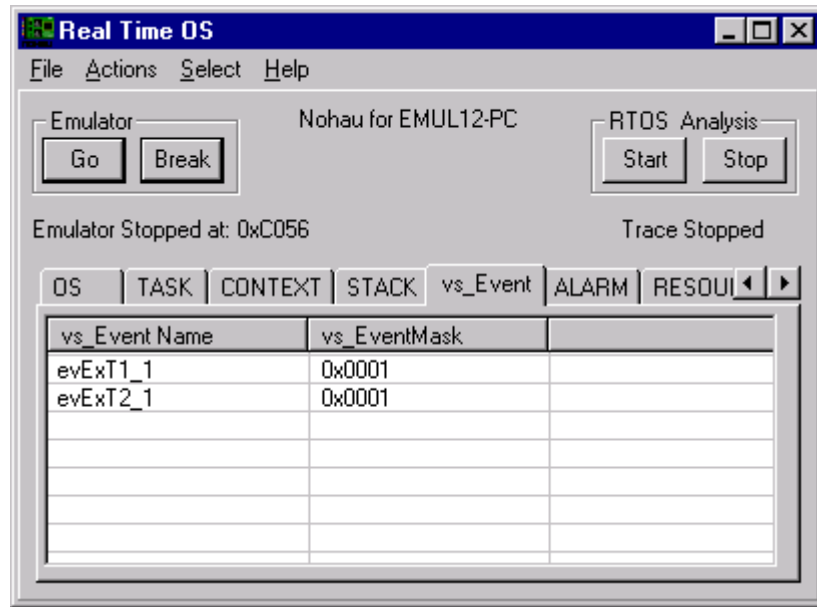 Real Time OS
File Actions Select Help
Emulator Nohau for EMUL12-PC RTOS Analysis
Go Break Start Stop
Emulator Stopped at: 0xC056 Trace Stopped
OS TASK CONTEXT STACK vs_Event ALARM RESOU
vs_Event Name vs_EventMask
evExT1_1 0x0001
evExT2_1 0x0001